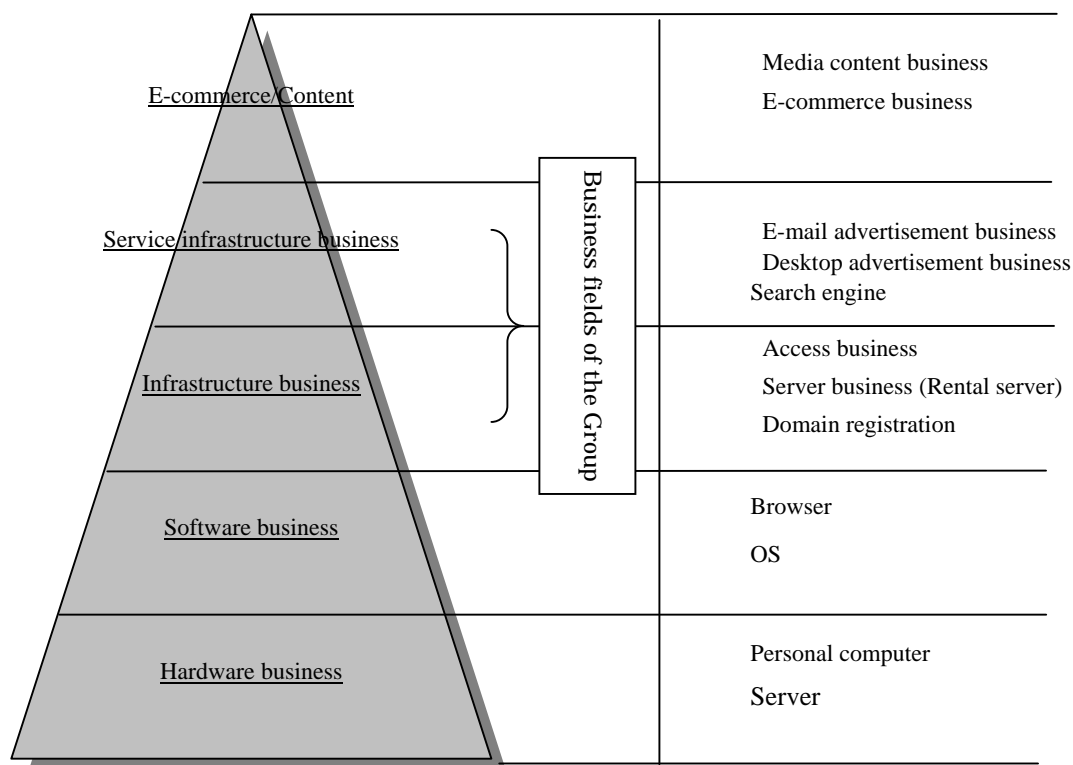 E-commerce/Content
Media content business
E-commerce business
Business fields of the Group
Service infrastructure business
E-mail advertisement business
Desktop advertisement business
Search engine
Infrastructure business
Access business
Server business (Rental server)
Domain registration
Software business
Browser
OS
Hardware business
Personal computer
Server